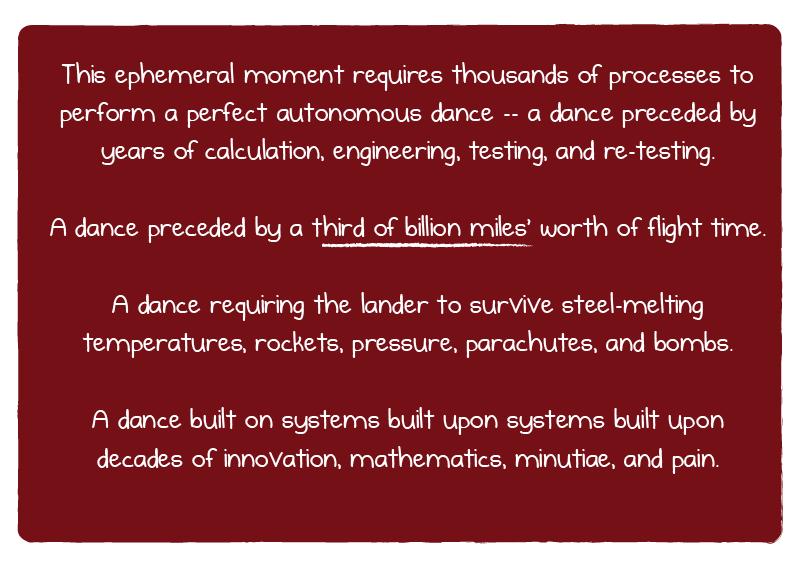 This ephemeral moment requires thousands of processes to
perform a perfect autonomous dance -- a dance preceded by
years of calculation, engineering, testing, and re-testing.
A dance preceded by a third of billion miles' worth of flight time.
A dance requiring the lander to survive steel-melting
temperatures, rockets, pressure, parachutes, and bombs.
A dance built on systems built upon systems built upon
decades of innovation, mathematics, minutiae, and pain.